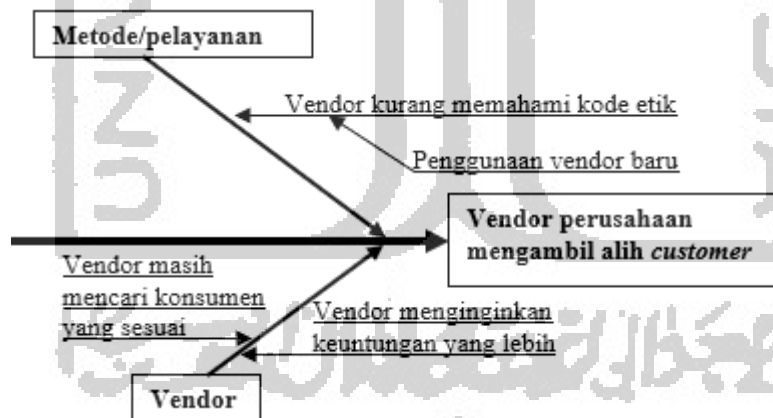 Metode/pelayanan
Vendor kurang memahami kode etik
Penggunaan vendor baru
Vendor perusahaan
mengambil alih customer
Vendor masih
mencari konsumen
yang sesuai
Vendor menginginkan
keuntungan yang lebih
Vendor